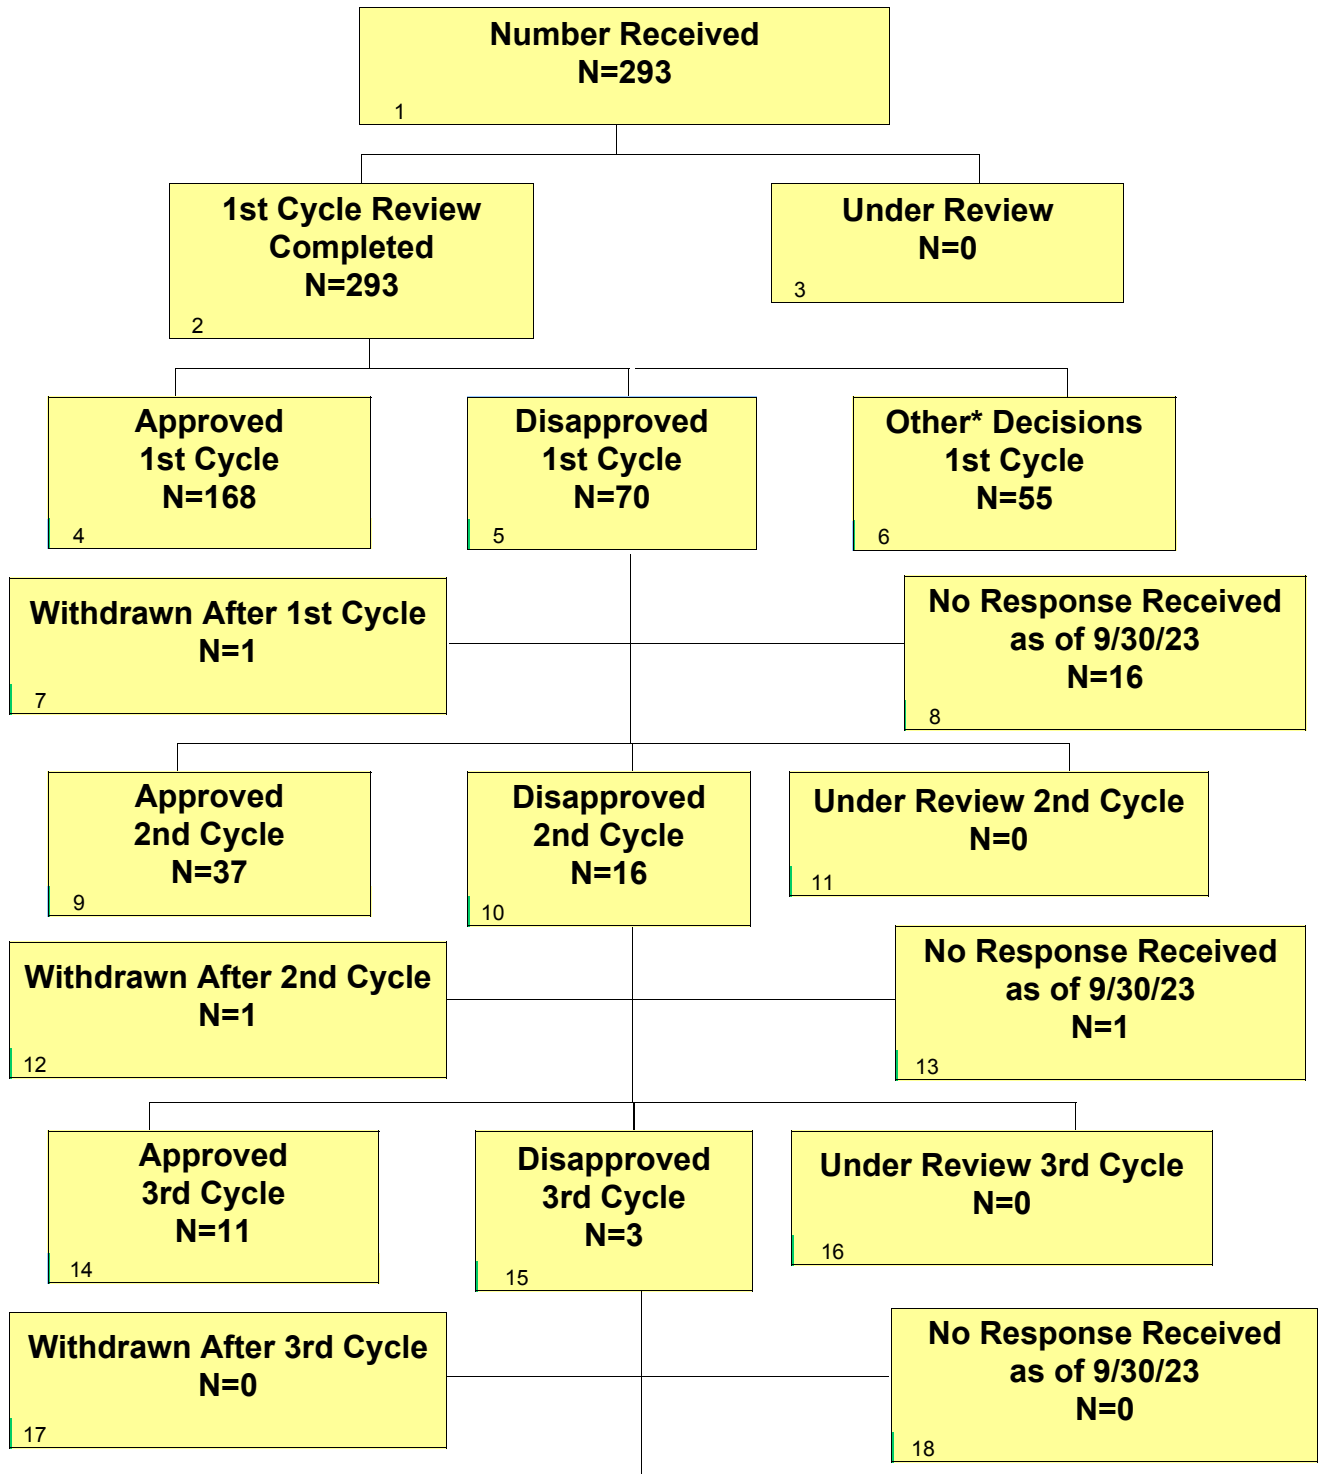 Number Received
N=293
1
1st Cycle Review
Completed
N=293
2
Under Review
N=0
3
Approved
1st Cycle
N=168
4
Disapproved
1st Cycle
N=70
5
Other* Decisions
1st Cycle
N=55
6
Withdrawn After 1st Cycle
N=1
7
No Response Received
as of 9/30/23
N=16
8
Approved
2nd Cycle
N=37
9
Disapproved
2nd Cycle
N=16
10
Under Review 2nd Cycle
N=0
11
Withdrawn After 2nd Cycle
N=1
12
No Response Received
as of 9/30/23
N=1
13
Approved
3rd Cycle
N=11
14
Disapproved
3rd Cycle
N=3
15
Under Review 3rd Cycle
N=0
16
Withdrawn After 3rd Cycle
N=0
17
No Response Received
as of 9/30/23
N=0
18